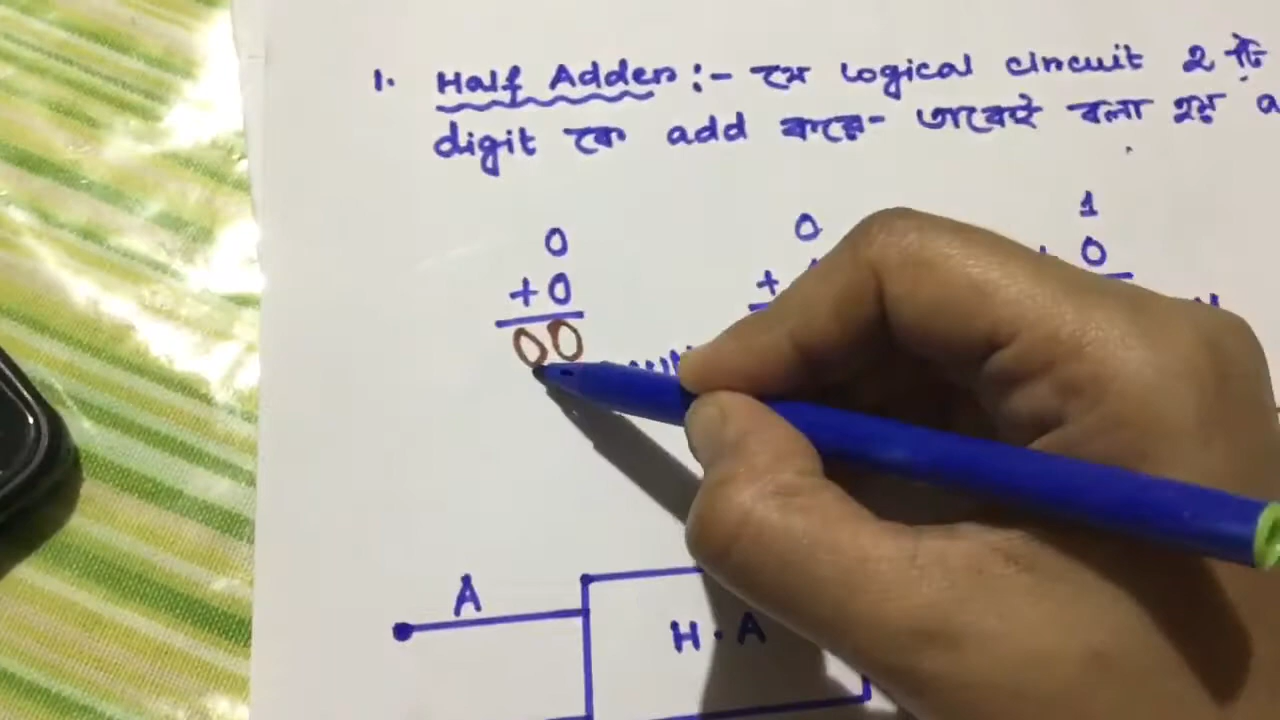 1. Half Adder :- যে logical circuit 2 টি
digit কে add করে- তাকেই বলা হয় a
0 0 1
+0 + + 0
00
A
H.A